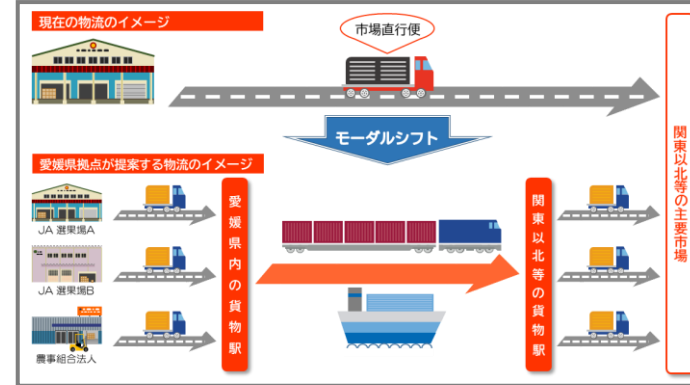 現在の物流のイメージ
市場直行便
モーダルシフト
愛媛県拠点が提案する物流のイメージ
JA 選果場A
JA 選果場B
農事組合法人
愛媛県内の貨物駅
関東以北等の貨物駅
関東以北等の主要市場